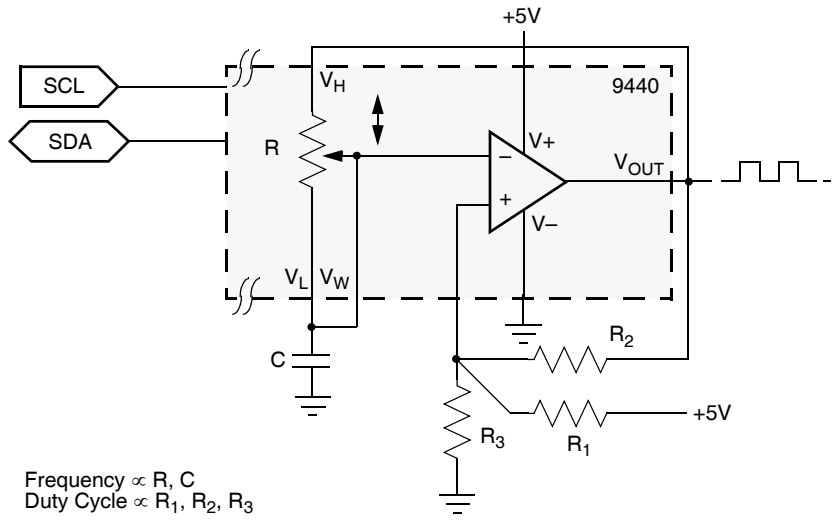 +5V
SCL
V_H
9440
SDA
R
−
V+
V_OUT
+
V−
V_L V_W
C
R_2
+5V
R_3
R_1
Frequency ∝ R, C
Duty Cycle ∝ R_1, R_2, R_3